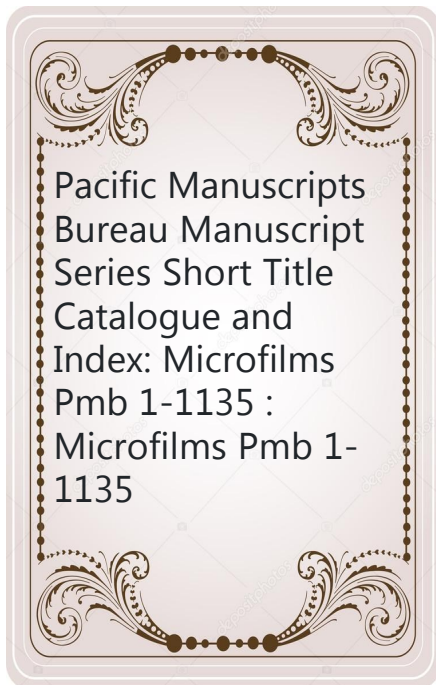 Pacific Manuscripts
Bureau Manuscript
Series Short Title
Catalogue and
Index: Microfilms
Pmb 1-1135 :
Microfilms Pmb 1-
1135